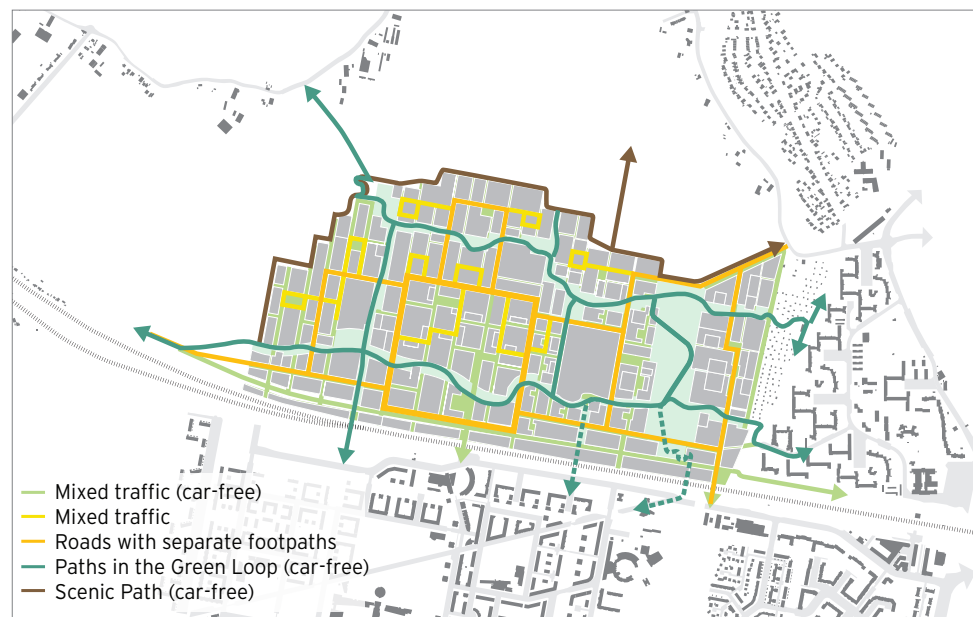 Mixed traffic (car-free)
Mixed traffic
Roads with separate footpaths
Paths in the Green Loop (car-free)
Scenic Path (car-free)